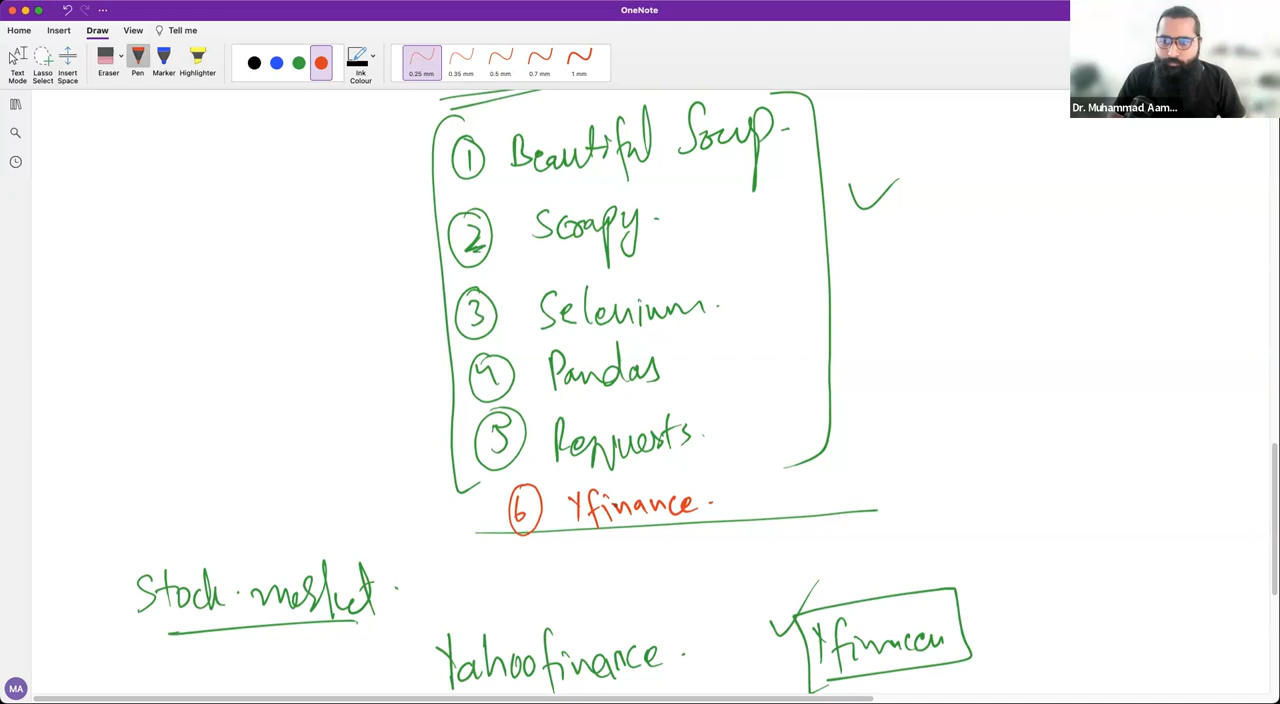 OneNote
Home Insert Draw View Tell me
Text Mode
Lasso Select
Insert Space
Eraser
Pen
Marker
Highlighter
Ink Colour
0.25 mm
0.35 mm
0.5 mm
0.7 mm
1 mm
Dr. Muhammad Aam...
1 Beautiful Soup.
2 Scrapy.
3 Selenium.
4 Pandas
5 Requests.
6 Yfinance.
Stock market.
Yahoofinance.
MA